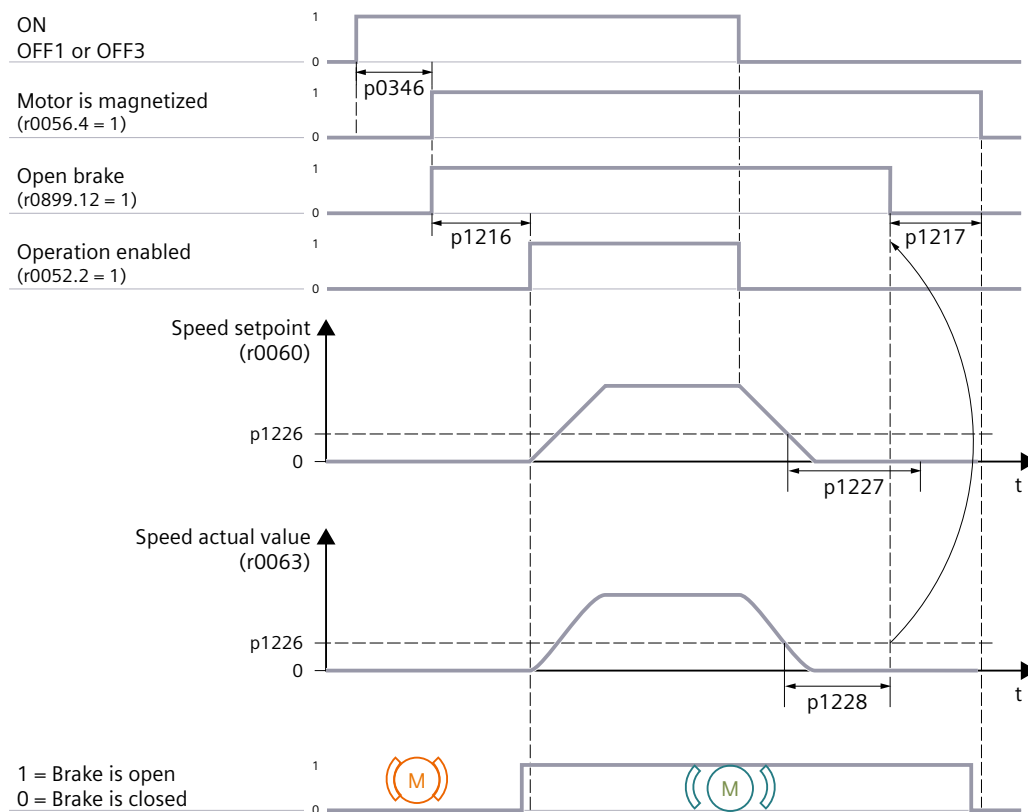 ON
OFF1 or OFF3
1
0
p0346
Motor is magnetized
(r0056.4 = 1)
1
0
Open brake
(r0899.12 = 1)
1
0
p1216
p1217
Operation enabled
(r0052.2 = 1)
1
0
Speed setpoint
(r0060)
p1226
0
p1227
t
Speed actual value
(r0063)
p1226
0
p1228
t
1 = Brake is open
0 = Brake is closed
1
0
M
M